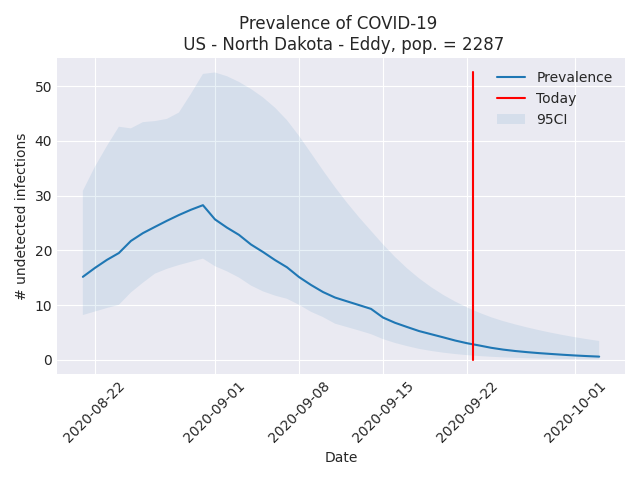 Prevalence of COVID-19
US - North Dakota - Eddy, pop. = 2287
# undetected infections
50
40
30
20
10
0
Prevalence
Today
95CI
2020-08-22
2020-09-01
2020-09-08
2020-09-15
2020-09-22
2020-10-01
Date